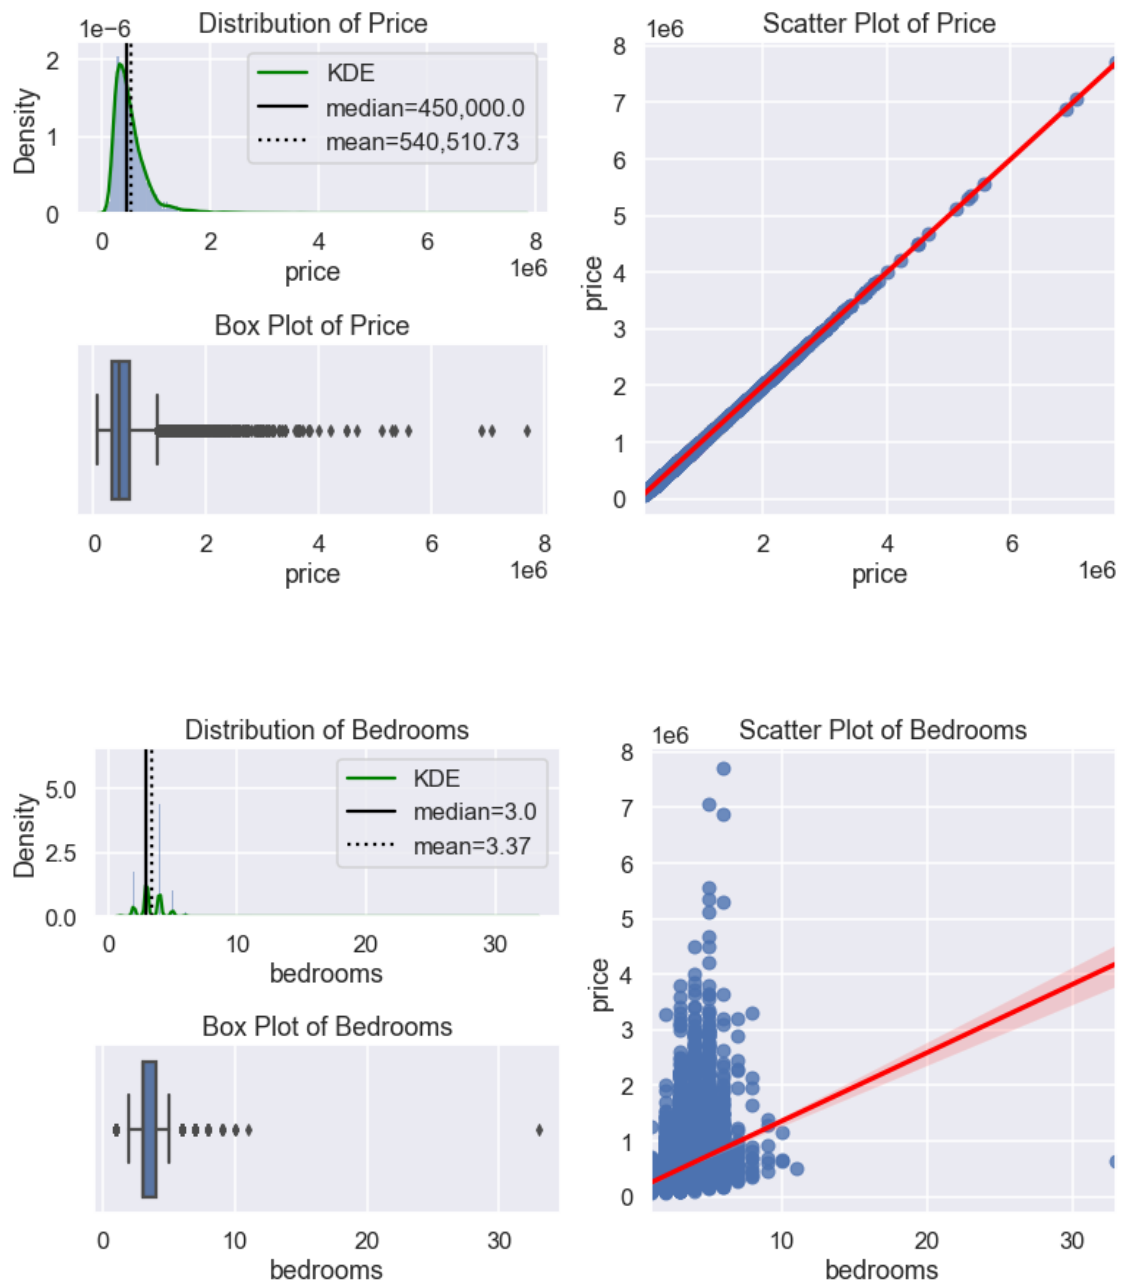 Distribution of Price
1e−6
2
1
0
Density
KDE
median=450,000.0
mean=540,510.73
0 2 4 6 8
1e6
price
Box Plot of Price
0 2 4 6 8
1e6
price
Scatter Plot of Price
1e6
8
7
6
5
4
3
2
1
0
price
2 4 6
1e6
price
Distribution of Bedrooms
5.0
2.5
0.0
Density
KDE
median=3.0
mean=3.37
0 10 20 30
bedrooms
Box Plot of Bedrooms
0 10 20 30
bedrooms
Scatter Plot of Bedrooms
1e6
8
7
6
5
4
3
2
1
0
price
10 20 30
bedrooms